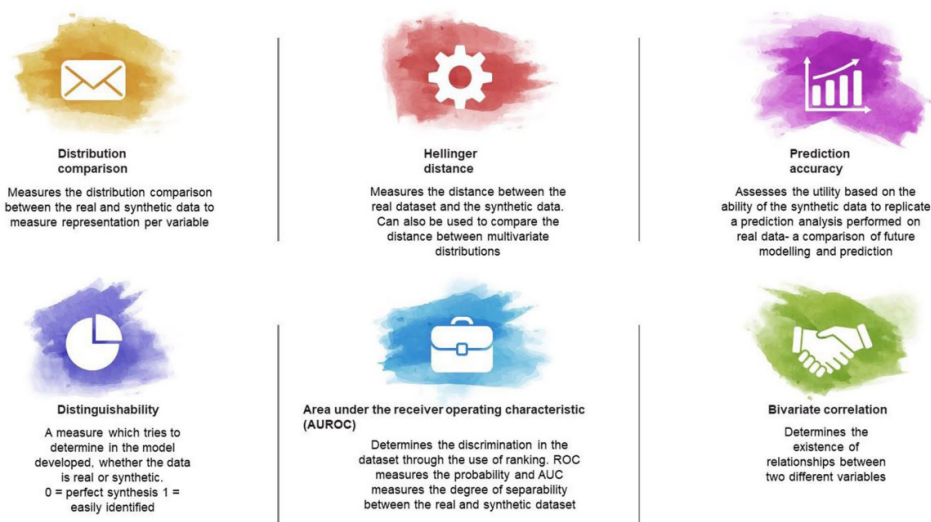 Distribution
comparison
Measures the distribution comparison
between the real and synthetic data to
measure representation per variable
Hellinger
distance
Measures the distance between the
real dataset and the synthetic data.
Can also be used to compare the
distance between multivariate
distributions
Prediction
accuracy
Assesses the utility based on the
ability of the synthetic data to replicate
a prediction analysis performed on
real data- a comparison of future
modelling and prediction
Distinguishability
A measure which tries to
determine in the model
developed, whether the data
is real or synthetic.
0 = perfect synthesis 1 =
easily identified
Area under the receiver operating characteristic
(AUROC)
Determines the discrimination in the
dataset through the use of ranking. ROC
measures the probability and AUC
measures the degree of separability
between the real and synthetic dataset
Bivariate correlation
Determines the
existence of
relationships between
two different variables